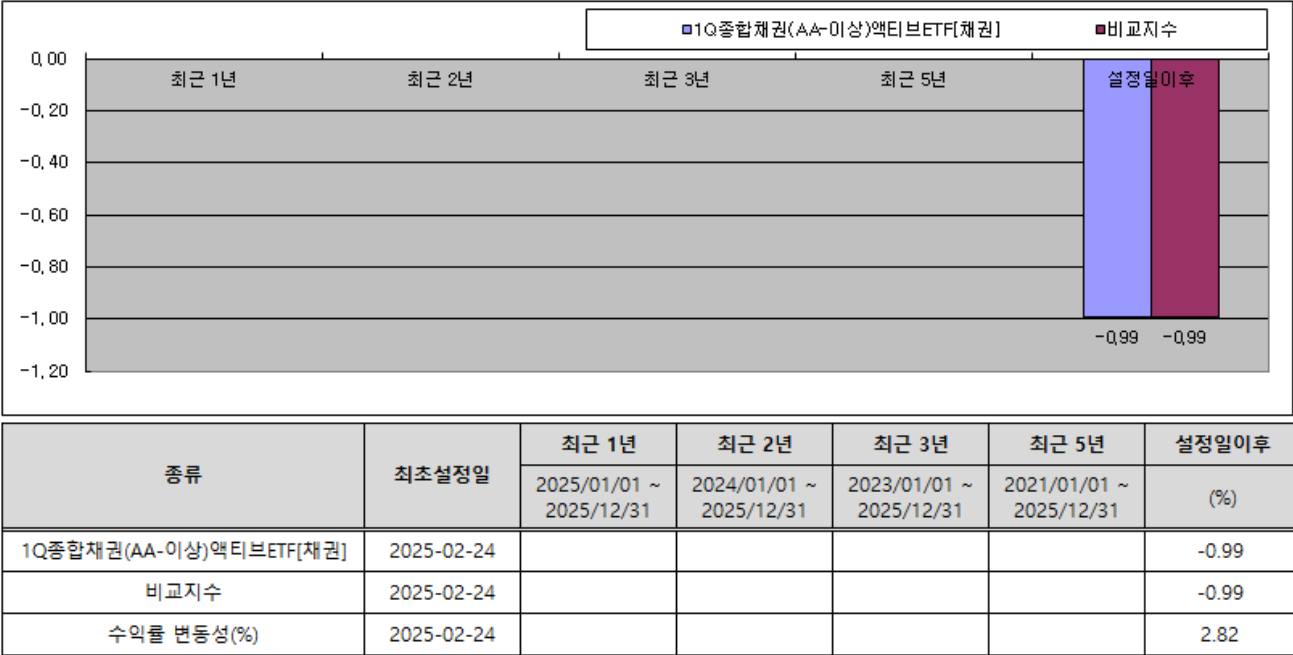 1Q종합채권(AA-이상)액티브ETF[채권] 비교지수
0,00
최근 1년 최근 2년 최근 3년 최근 5년 설정일이후
-0,20
-0,40
-0,60
-0,80
-1,00
-0,99 -0,99
-1,20
종류 최초설정일 최근 1년 최근 2년 최근 3년 최근 5년 설정일이후
2025/01/01 ~ 2024/01/01 ~ 2023/01/01 ~ 2021/01/01 ~ (%)
2025/12/31 2025/12/31 2025/12/31 2025/12/31
1Q종합채권(AA-이상)액티브ETF[채권] 2025-02-24 -0.99
비교지수 2025-02-24 -0.99
수익률 변동성(%) 2025-02-24 2.82